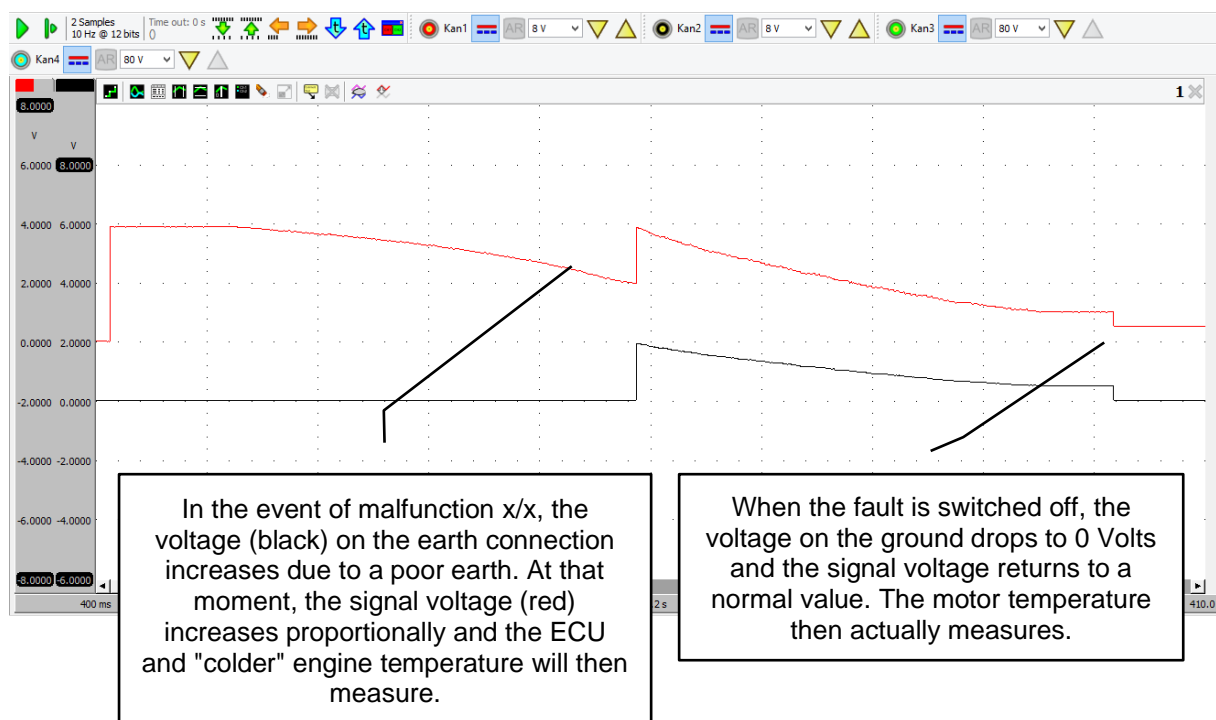 2 Samples Time out: 0 s
10 Hz @ 12 bits 0
Kan1 AR 8 V Kan2 AR 8 V Kan3 AR 80 V
Kan4 AR 80 V
1
8.0000
V
V
6.0000 8.0000
4.0000 6.0000
2.0000 4.0000
0.0000 2.0000
-2.0000 0.0000
-4.0000 -2.0000
-6.0000 -4.0000
-8.0000 -6.0000
400 ms 2 s 410.0
In the event of malfunction x/x, the
voltage (black) on the earth connection
increases due to a poor earth. At that
moment, the signal voltage (red)
increases proportionally and the ECU
and "colder" engine temperature will then
measure.
When the fault is switched off, the
voltage on the ground drops to 0 Volts
and the signal voltage returns to a
normal value. The motor temperature
then actually measures.